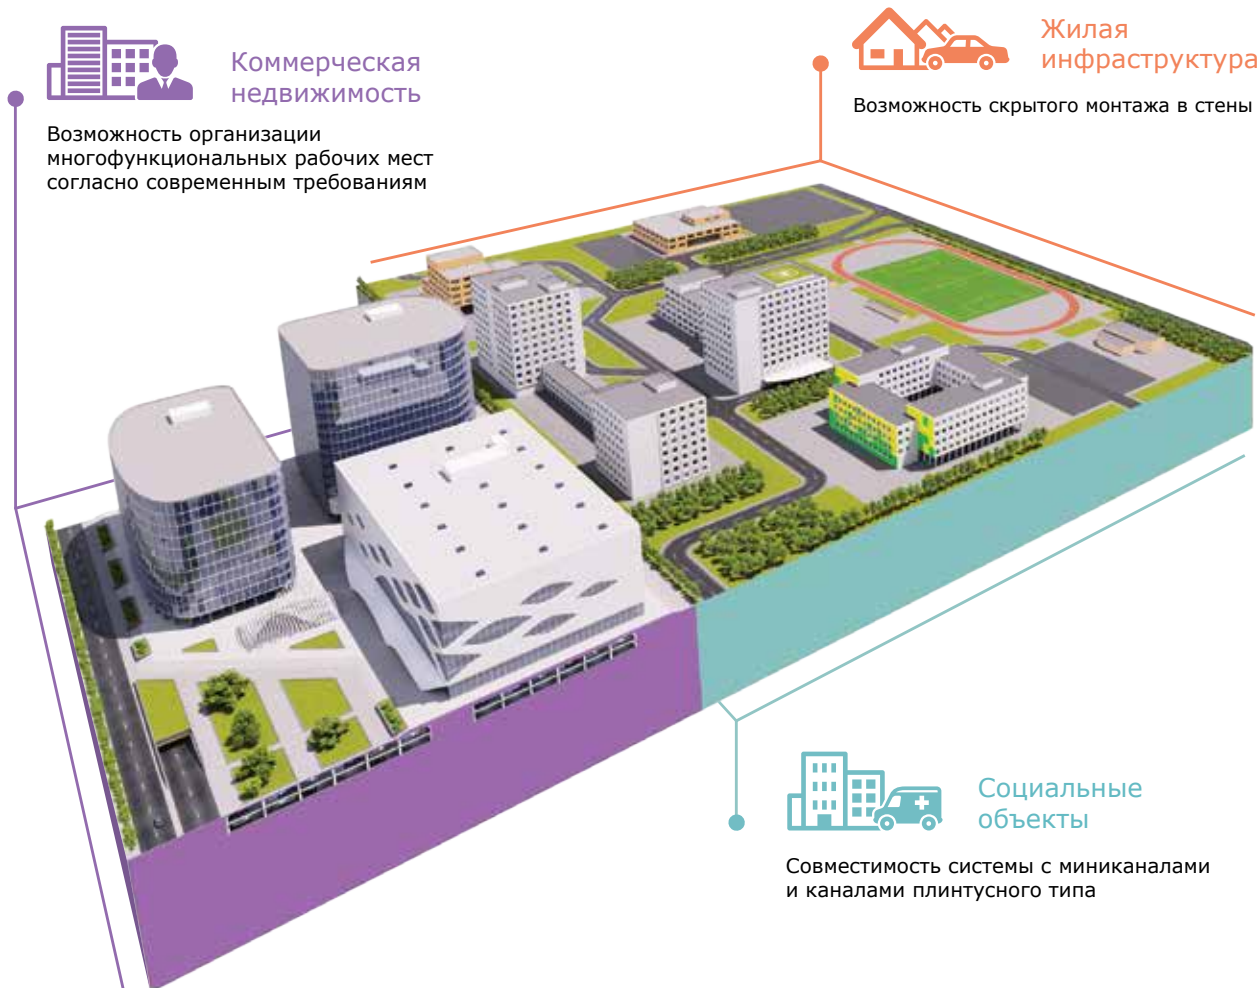 Коммерческая
недвижимость
Возможность организации
многофункциональных рабочих мест
согласно современным требованиям
Жилая
инфраструктура
Возможность скрытого монтажа в стены
Социальные
объекты
Совместимость системы с миниканалами
и каналами плинтусного типа